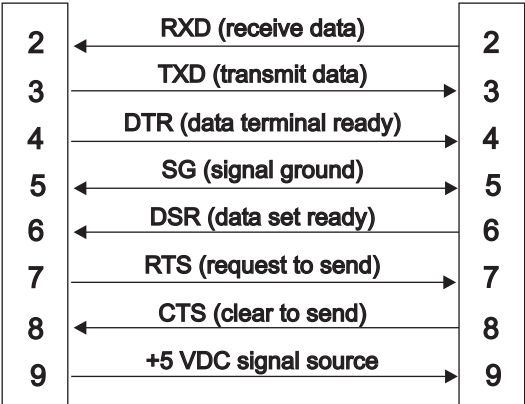 2 RXD (receive data) 2
3 TXD (transmit data) 3
4 DTR (data terminal ready) 4
5 SG (signal ground) 5
6 DSR (data set ready) 6
7 RTS (request to send) 7
8 CTS (clear to send) 8
9 +5 VDC signal source 9